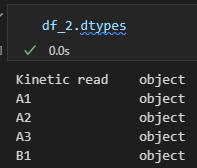 df_2.dtypes
0.0s
Kinetic read object
A1 object
A2 object
A3 object
B1 object